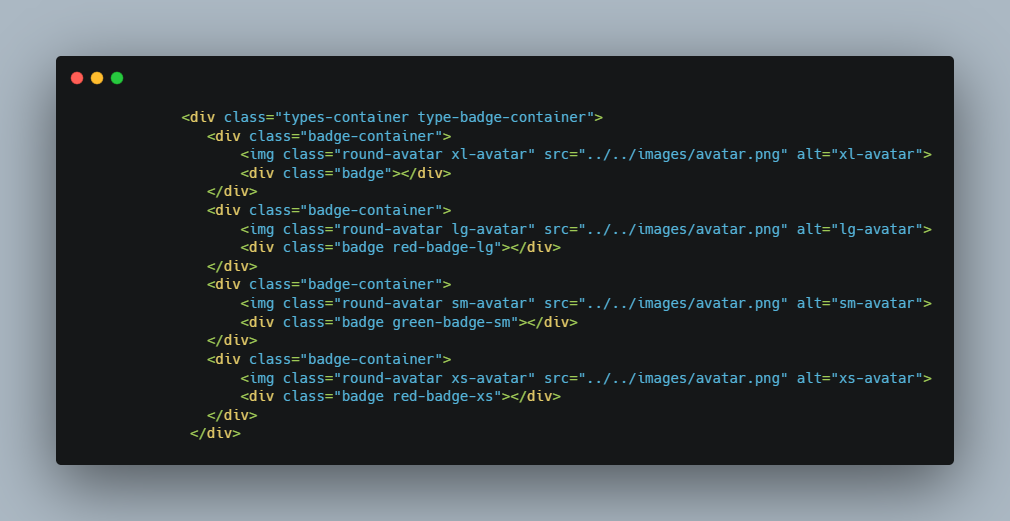 <div class="types-container type-badge-container">
<div class="badge-container">
<img class="round-avatar xl-avatar" src="../../images/avatar.png" alt="xl-avatar">
<div class="badge"></div>
</div>
<div class="badge-container">
<img class="round-avatar lg-avatar" src="../../images/avatar.png" alt="lg-avatar">
<div class="badge red-badge-lg"></div>
</div>
<div class="badge-container">
<img class="round-avatar sm-avatar" src="../../images/avatar.png" alt="sm-avatar">
<div class="badge green-badge-sm"></div>
</div>
<div class="badge-container">
<img class="round-avatar xs-avatar" src="../../images/avatar.png" alt="xs-avatar">
<div class="badge red-badge-xs"></div>
</div>
</div>